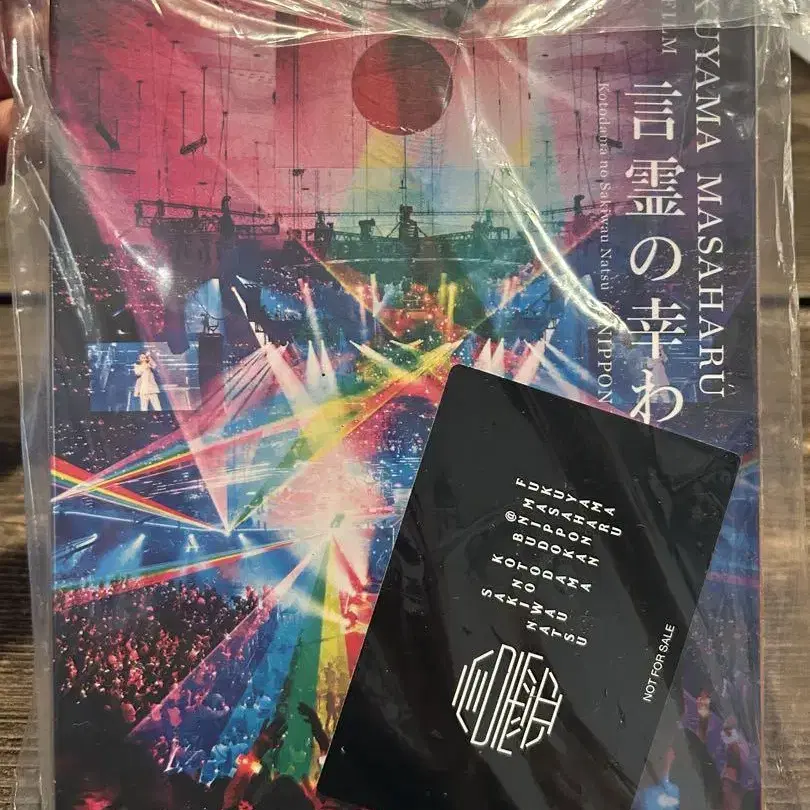 KUYAMA MASAHARU
FILM
言霊の幸わ
Kotodama no Sakiwau Natsu @NIPPON
FUKUYAMA
MASAHARU
@NIPPON
BUDOKAN
KOTODAMA
NO
SAKIWAU
NATSU
NOT FOR SALE